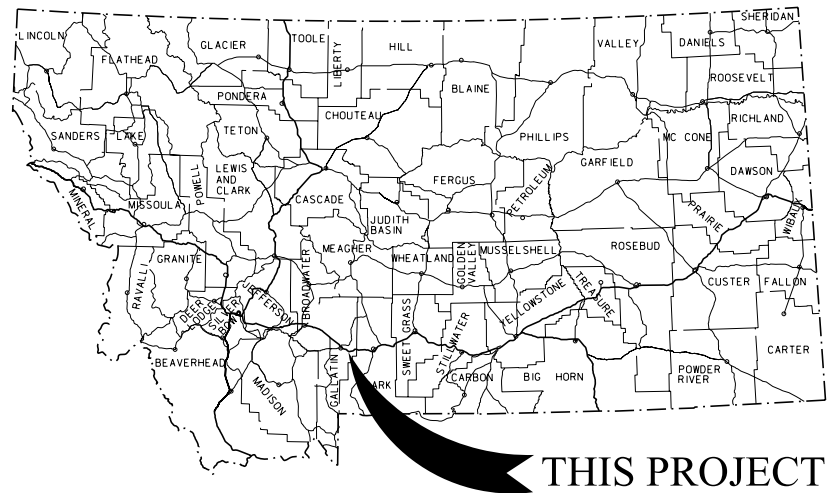 LINCOLN
FLATHEAD
GLACIER
TOOLE
LIBERTY
HILL
BLAINE
VALLEY
DANIELS
SHERIDAN
ROOSEVELT
PONDERA
CHOUTEAU
PHILLIPS
RICHLAND
SANDERS
LAKE
TETON
MC CONE
GARFIELD
DAWSON
LEWIS
AND
CLARK
POWELL
MISSOULA
MINERAL
CASCADE
FERGUS
PETROLEUM
JUDITH
BASIN
PRAIRIE
WIBAUX
GRANITE
RAVALLI
MEAGHER
BROADWATER
WHEATLAND
GOLDEN
VALLEY
MUSSELSHELL
ROSEBUD
CUSTER
FALLON
JEFFERSON
DEER
LODGE
SILVER
BOW
YELLOWSTONE
TREASURE
SWEET GRASS
STILLWATER
BEAVERHEAD
MADISON
GALLATIN
ARK
CARBON
BIG HORN
POWDER
RIVER
CARTER
THIS PROJECT